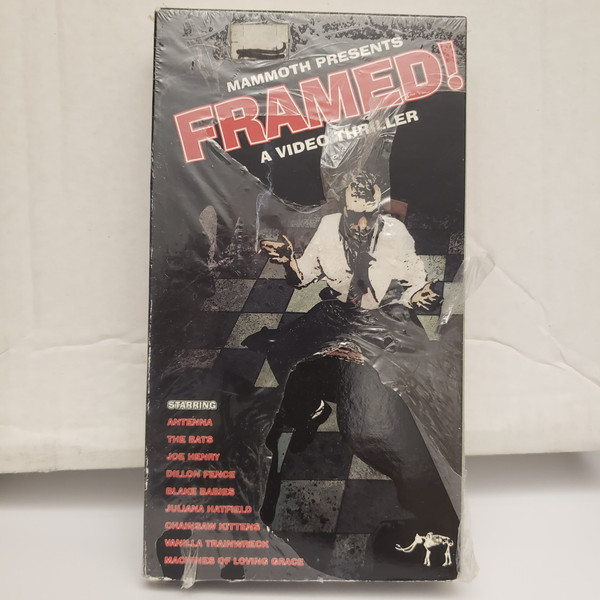 MAMMOTH PRESENTS
FRAMED!
A VIDEO THRILLER
STARRING
ANTENNA
THE BATS
JOE HENRY
DILLON FENCE
BLAKE BABIES
JULIANA HATFIELD
CHAINSAW KITTENS
VANILLA TRAINWRECK
MACHINES OF LOVING GRACE